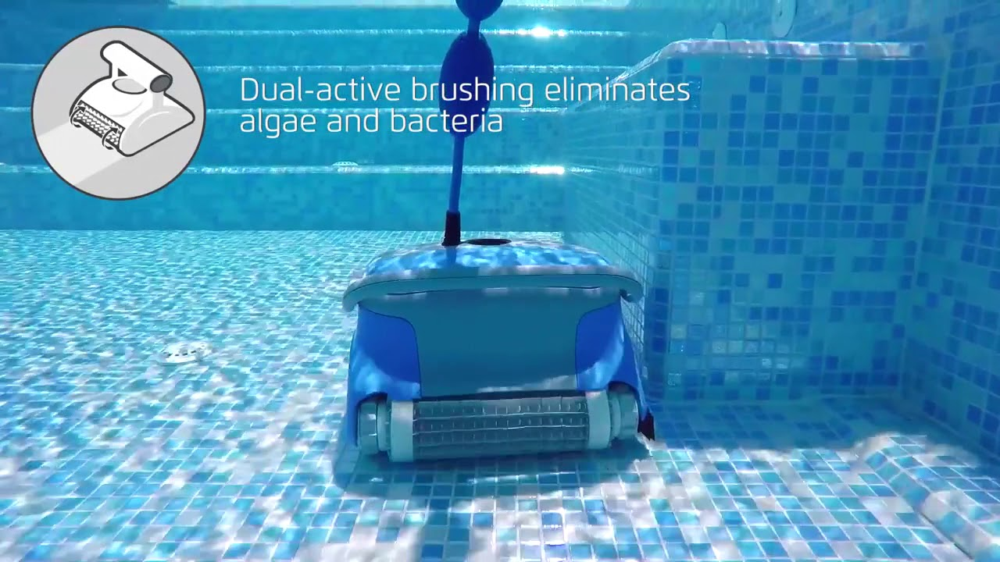 Dual-active brushing eliminates
algae and bacteria